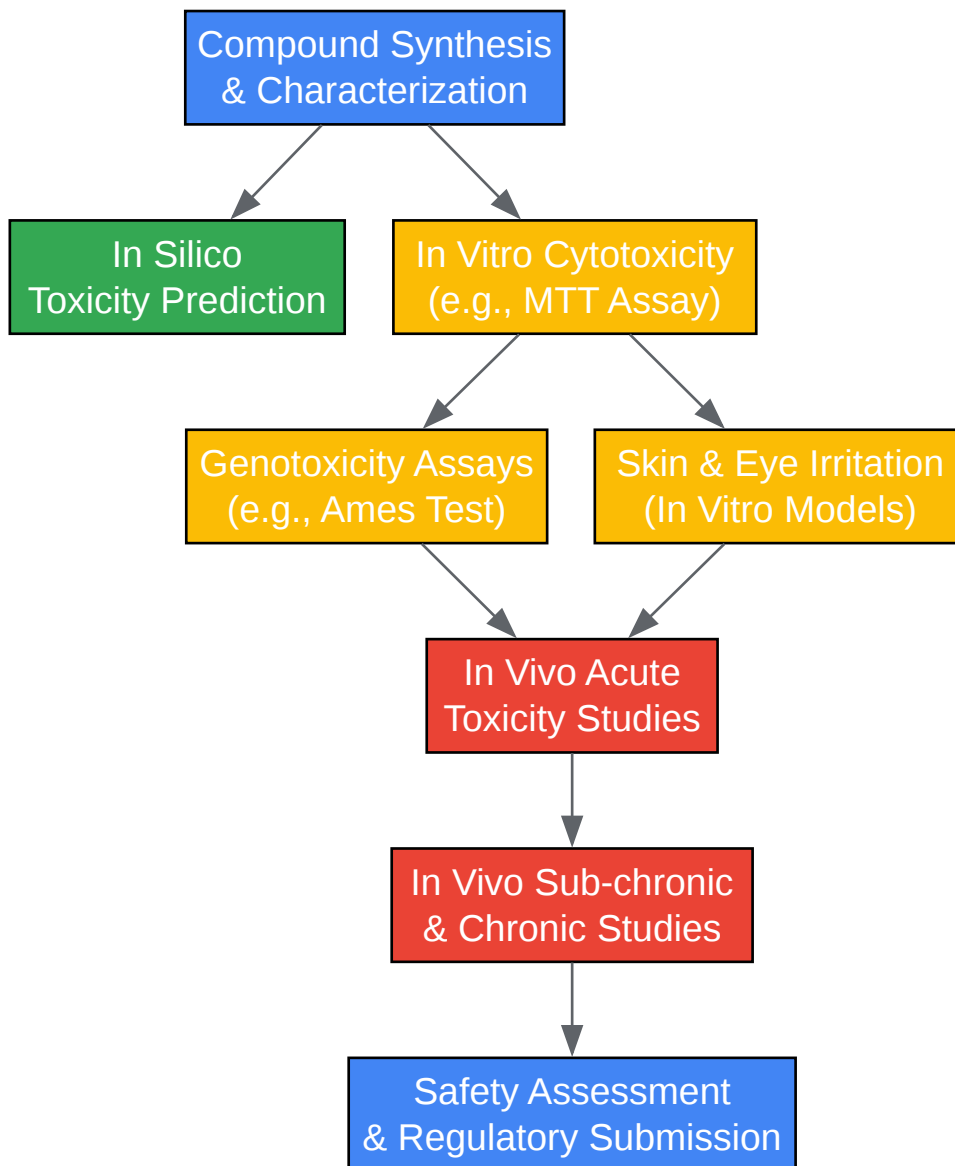 Compound Synthesis
& Characterization
In Silico
Toxicity Prediction
In Vitro Cytotoxicity
(e.g., MTT Assay)
Genotoxicity Assays
(e.g., Ames Test)
Skin & Eye Irritation
(In Vitro Models)
In Vivo Acute
Toxicity Studies
In Vivo Sub-chronic
& Chronic Studies
Safety Assessment
& Regulatory Submission